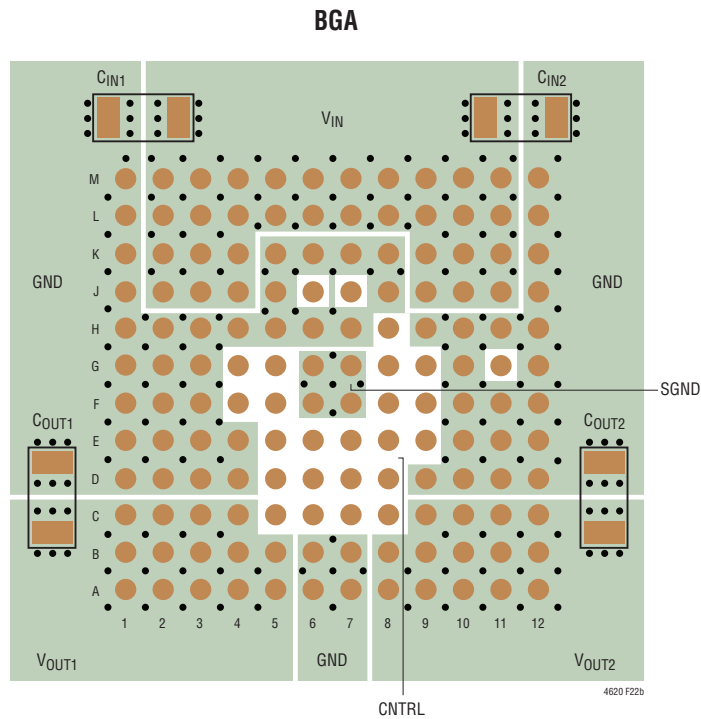 BGA
CIN1
CIN2
VIN
M
L
K
GND
J
GND
H
G
SGND
F
COUT1
COUT2
E
D
C
B
A
1 2 3 4 5 6 7 8 9 10 11 12
VOUT1
GND
VOUT2
4620 F22b
CNTRL